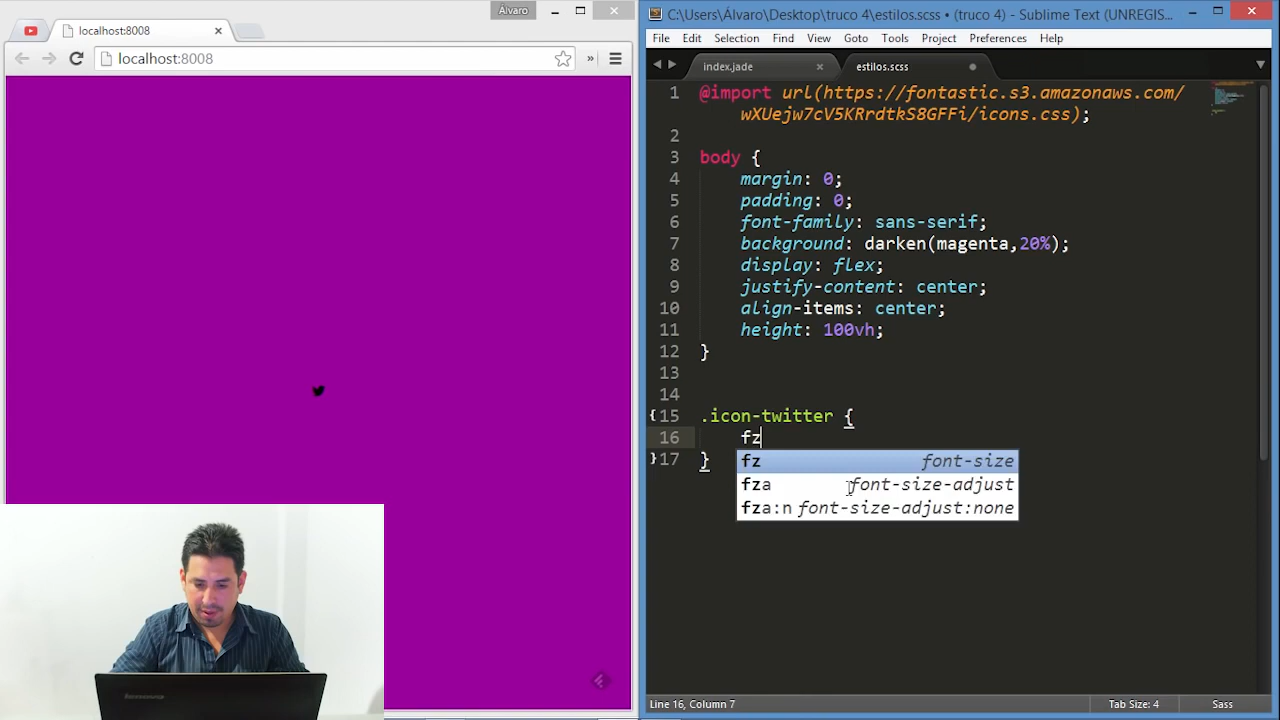 Álvaro
localhost:8008
localhost:8008
C:\Users\Álvaro\Desktop\truco 4\estilos.scss • (truco 4) - Sublime Text (UNREGIS...
File Edit Selection Find View Goto Tools Project Preferences Help
index.jade
estilos.scss
1 @import url(https://fontastic.s3.amazonaws.com/
wXUejw7cV5KRrdtkS8GFFi/icons.css);
2
3 body {
4 margin: 0;
5 padding: 0;
6 font-family: sans-serif;
7 background: darken(magenta,20%);
8 display: flex;
9 justify-content: center;
10 align-items: center;
11 height: 100vh;
12 }
13
14
15 .icon-twitter {
16 fz
17 }
fz font-size
fza font-size-adjust
fza:n font-size-adjust:none
Line 16, Column 7
Tab Size: 4
Sass